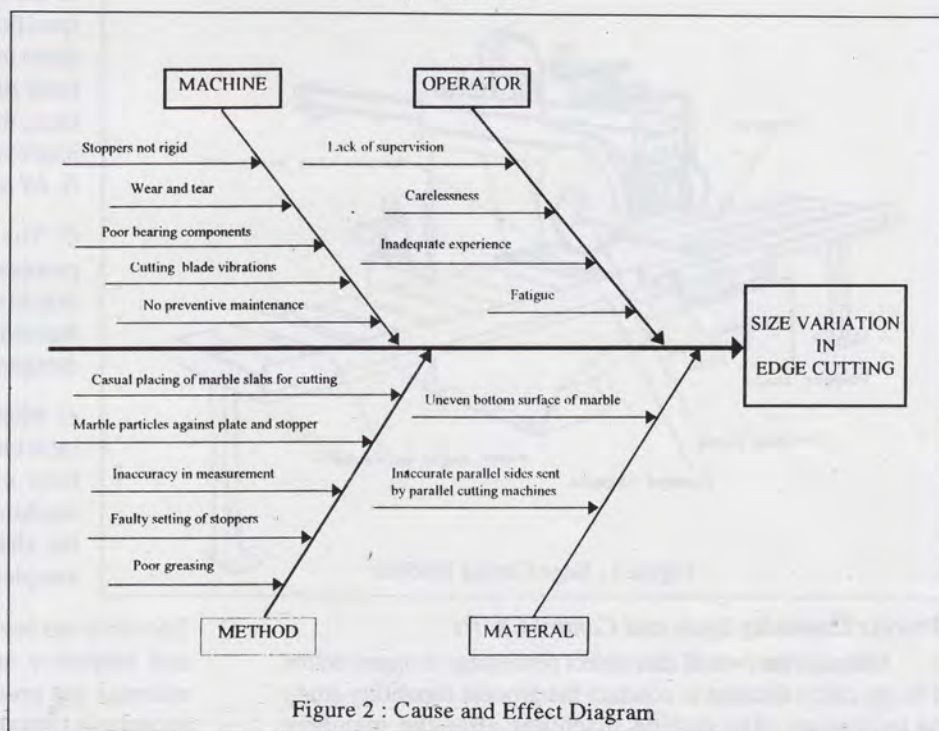 MACHINE
OPERATOR
Stoppers not rigid
Lack of supervision
Wear and tear
Carelessness
Poor bearing components
Inadequate experience
Cutting blade vibrations
Fatigue
No preventive maintenance
SIZE VARIATION
IN
EDGE CUTTING
Casual placing of marble slabs for cutting
Uneven bottom surface of marble
Marble particles against plate and stopper
Inaccuracy in measurement
Inaccurate parallel sides sent
by parallel cutting machines
Faulty setting of stoppers
Poor greasing
METHOD
MATERAL
Figure 2 : Cause and Effect Diagram